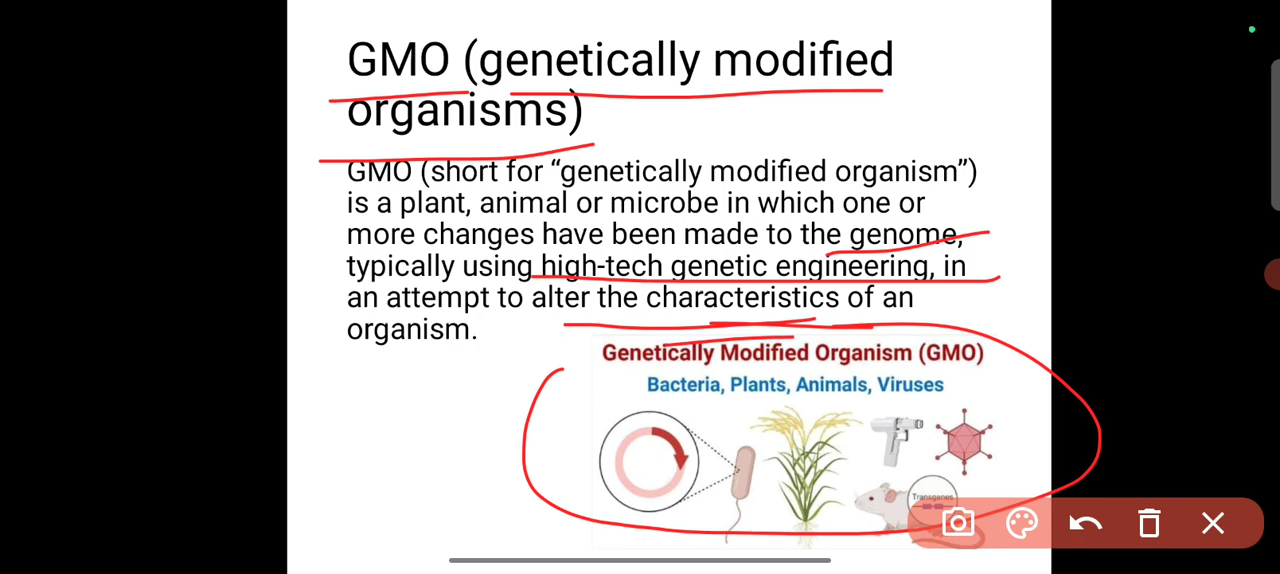 GMO (genetically modified
organisms)
GMO (short for “genetically modified organism”)
is a plant, animal or microbe in which one or
more changes have been made to the genome,
typically using high-tech genetic engineering, in
an attempt to alter the characteristics of an
organism.
Genetically Modified Organism (GMO)
Bacteria, Plants, Animals, Viruses
Transgenes